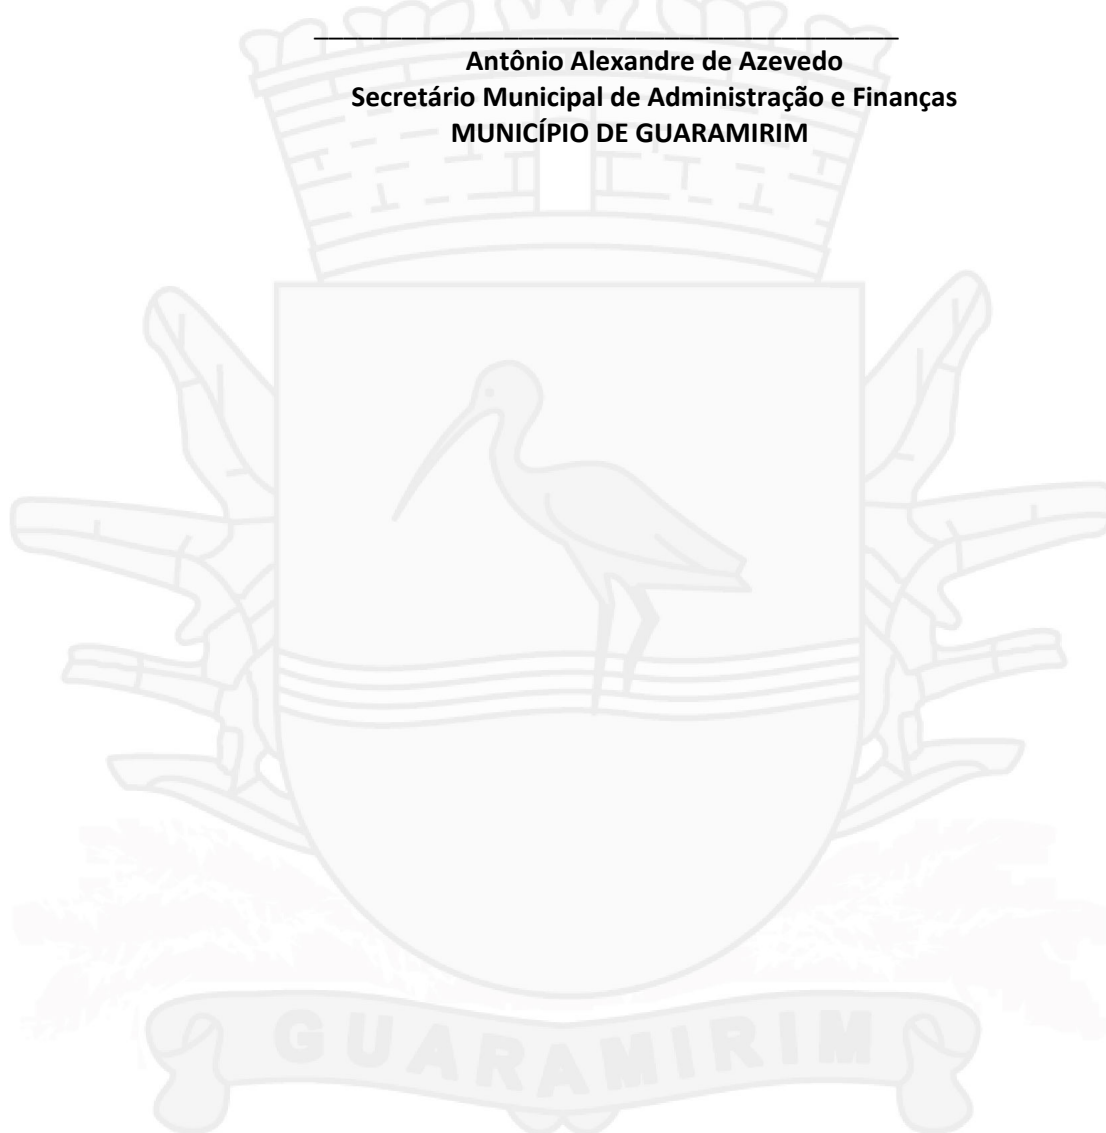 Antônio Alexandre de Azevedo
Secretário Municipal de Administração e Finanças
MUNICÍPIO DE GUARAMIRIM
GUARAMIRIM